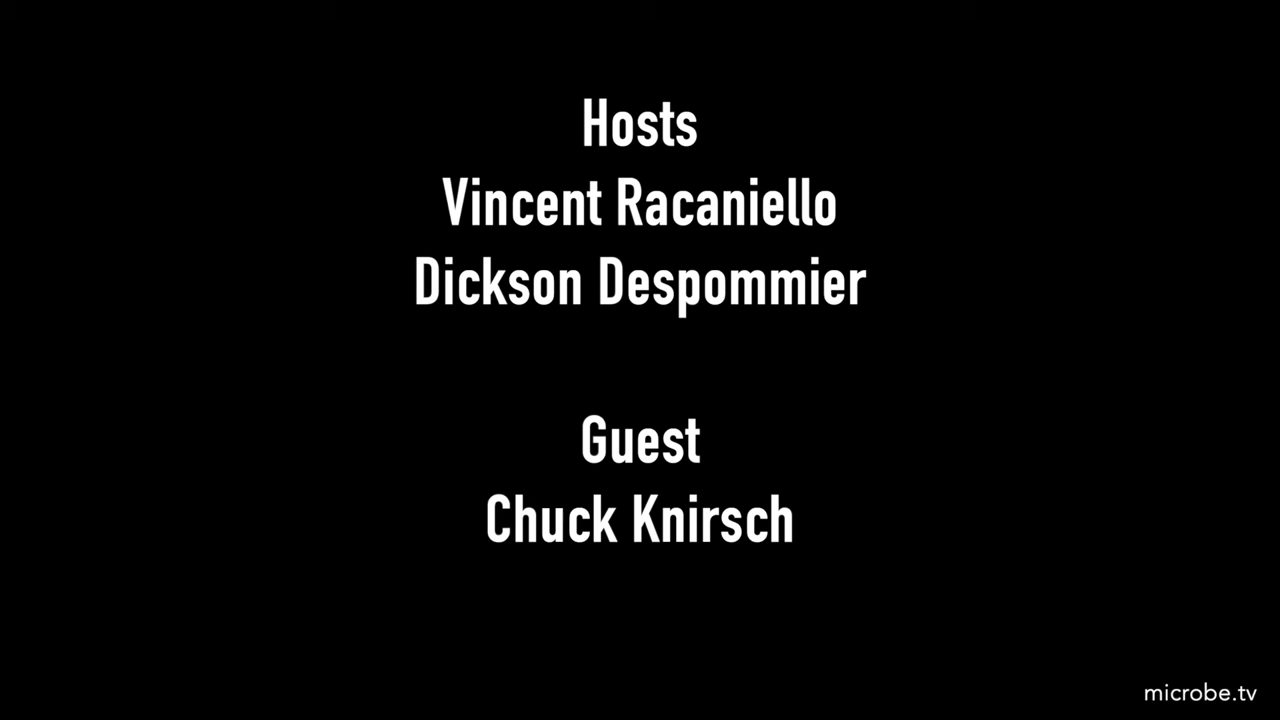 Hosts
Vincent Racaniello
Dickson Despommier
Guest
Chuck Knirsch
microbe.tv